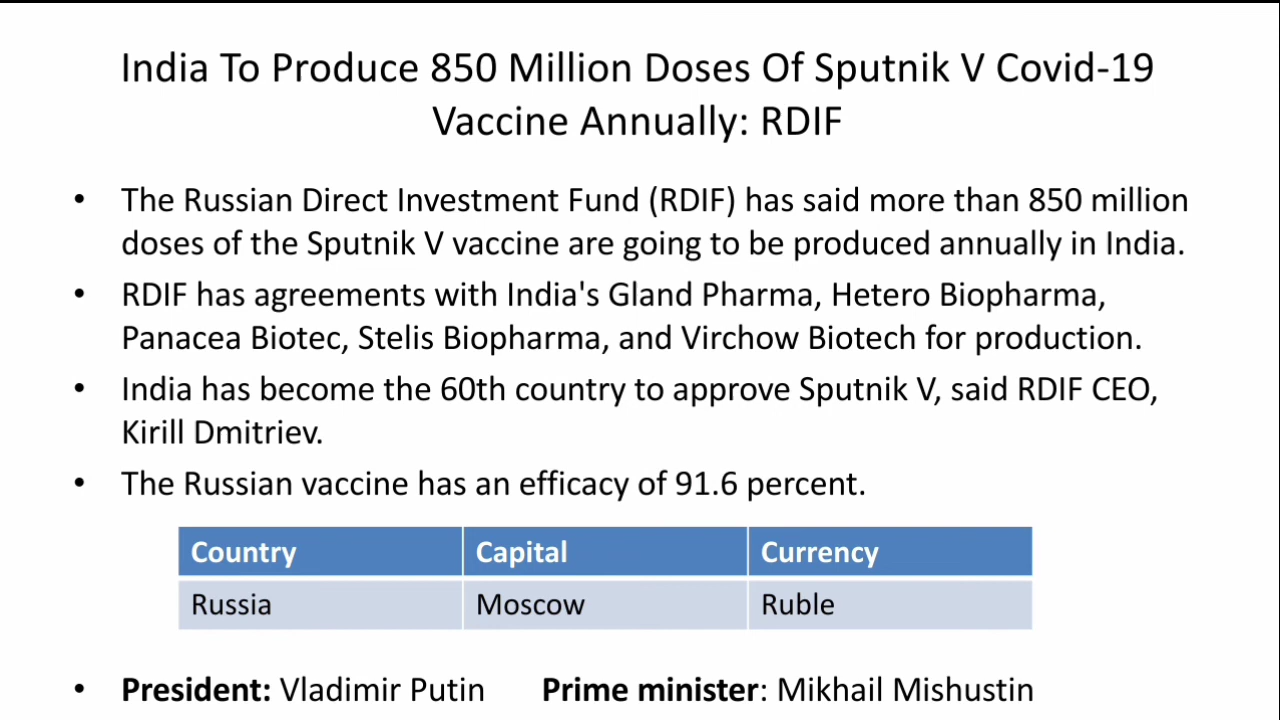 India To Produce 850 Million Doses Of Sputnik V Covid-19
Vaccine Annually: RDIF
• The Russian Direct Investment Fund (RDIF) has said more than 850 million
doses of the Sputnik V vaccine are going to be produced annually in India.
• RDIF has agreements with India's Gland Pharma, Hetero Biopharma,
Panacea Biotec, Stelis Biopharma, and Virchow Biotech for production.
• India has become the 60th country to approve Sputnik V, said RDIF CEO,
Kirill Dmitriev.
• The Russian vaccine has an efficacy of 91.6 percent.
Country Capital Currency
Russia Moscow Ruble
• President: Vladimir Putin Prime minister: Mikhail Mishustin